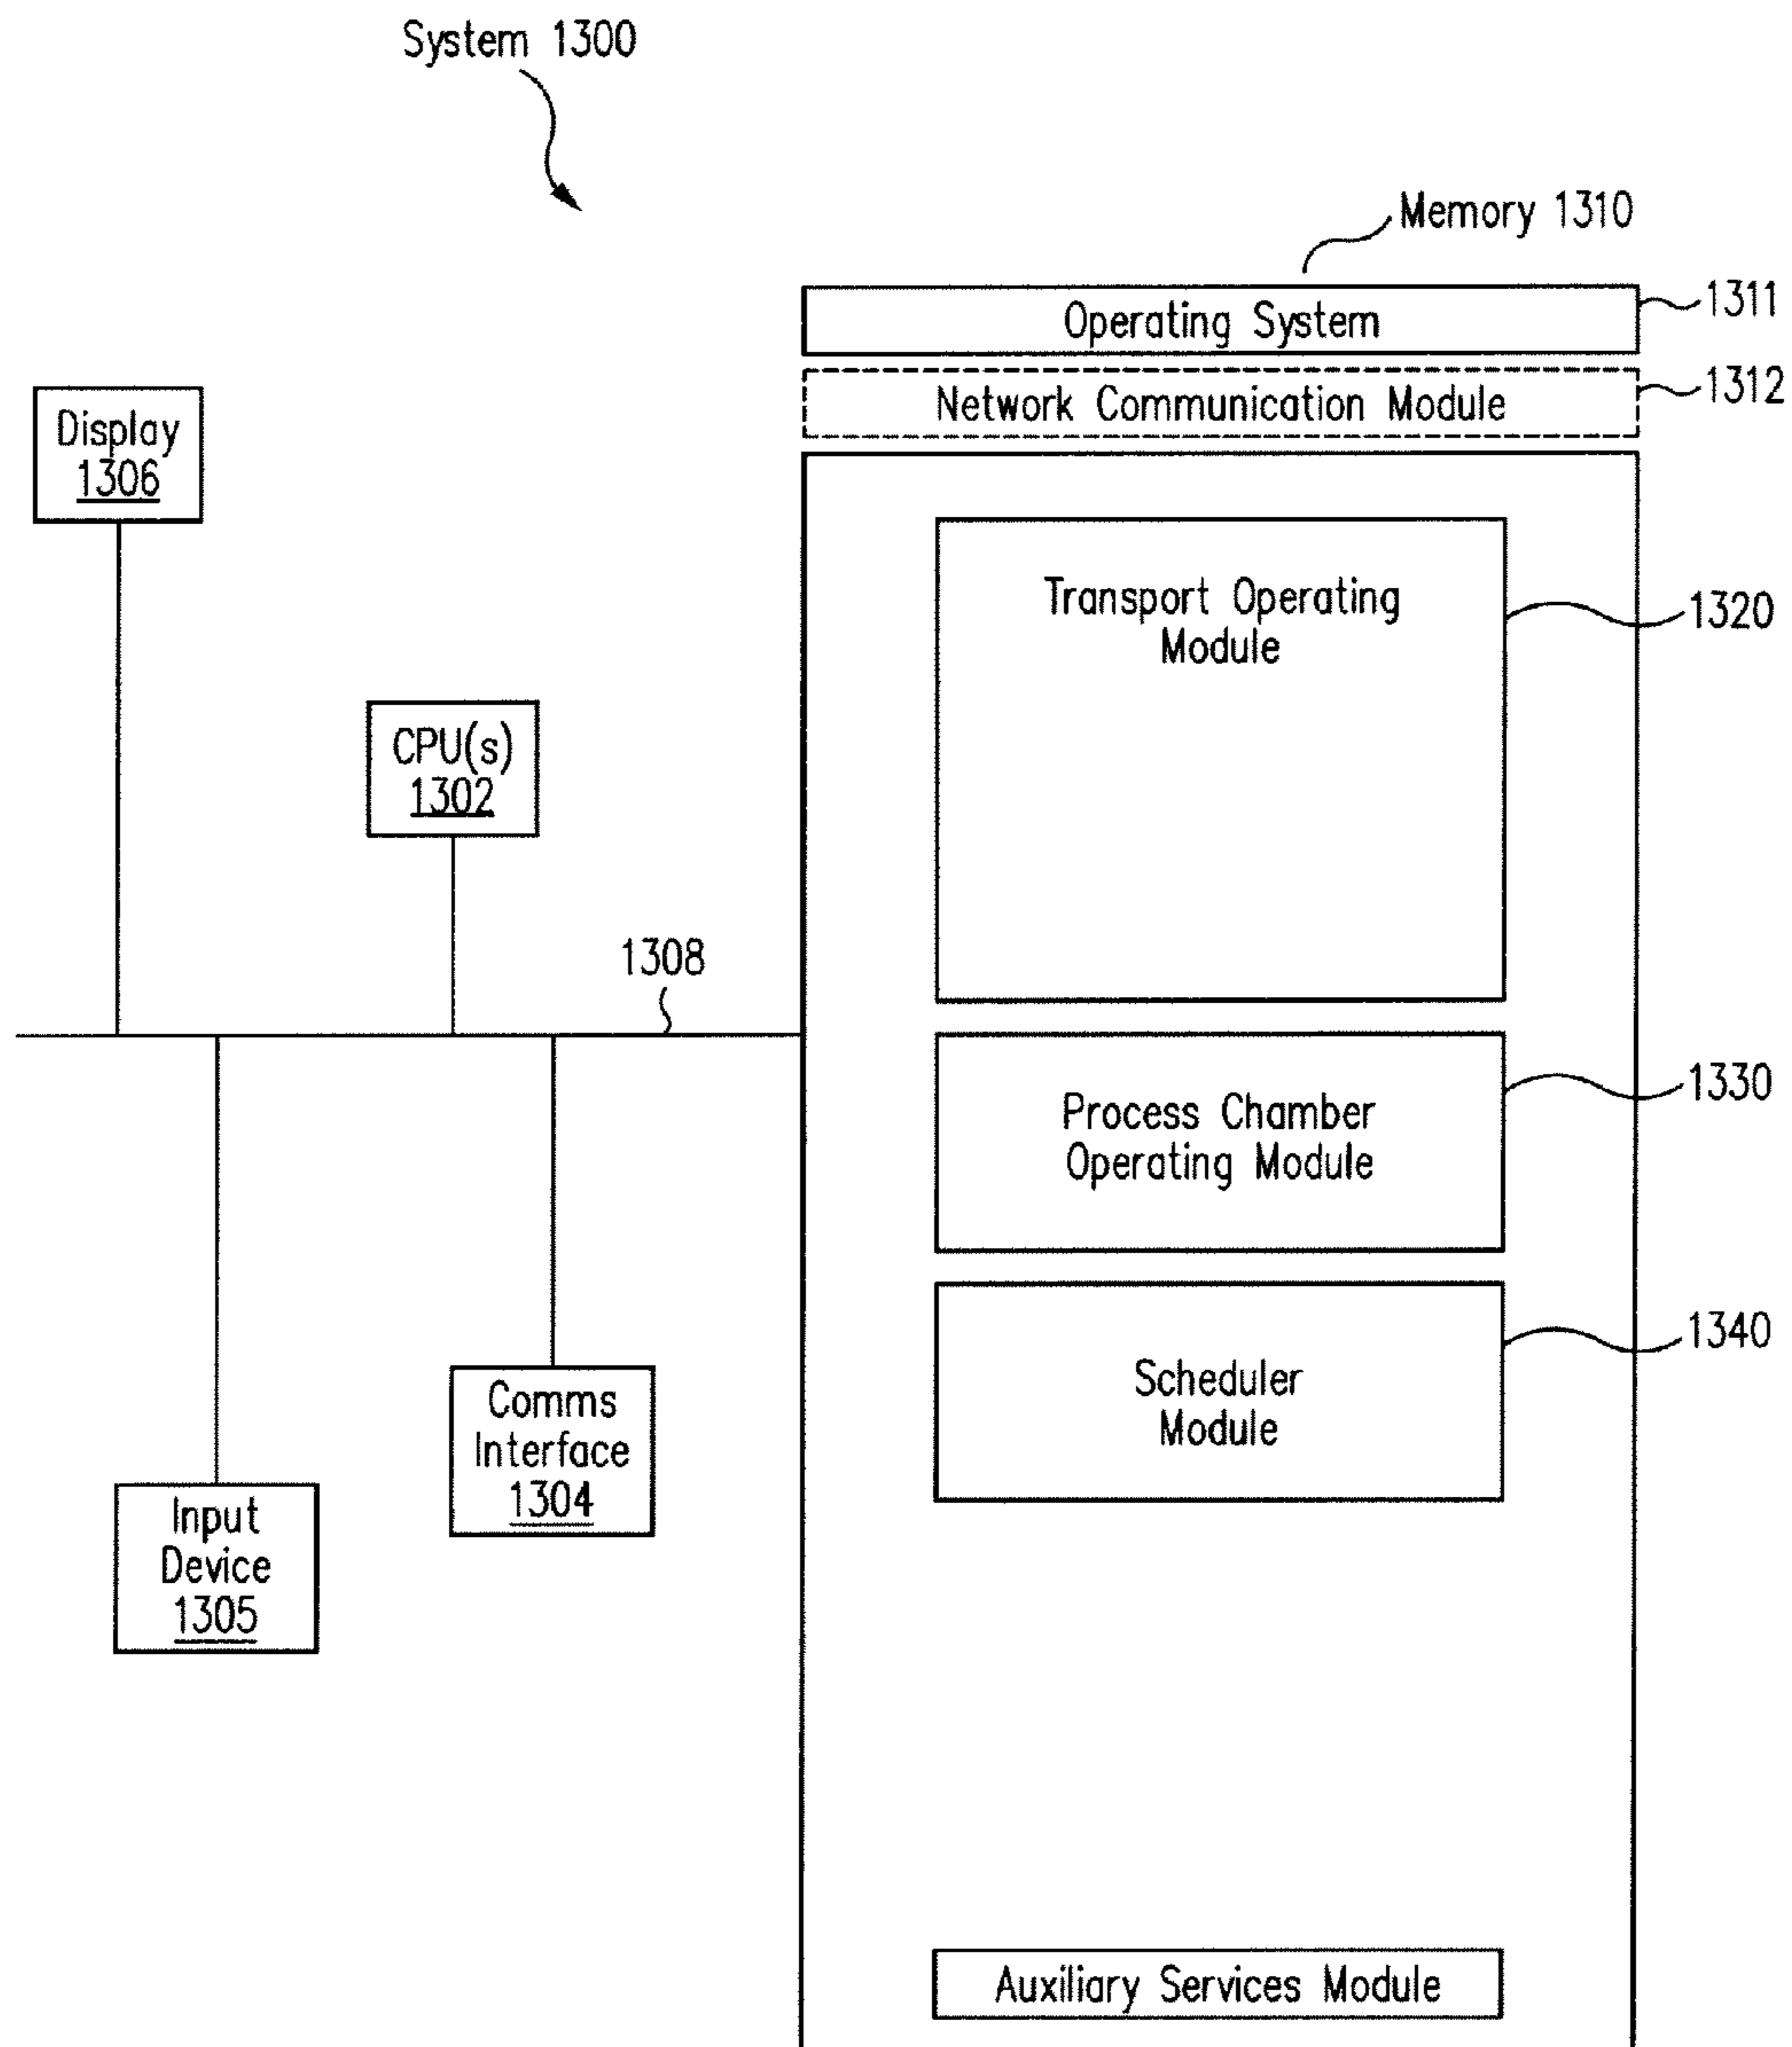 System 1300
Memory 1310
Operating System
1311
Network Communication Module
1312
Display
1306
Transport Operating
Module
1320
CPU(s)
1302
1308
Process Chamber
Operating Module
1330
Scheduler
Module
1340
Comms
Interface
1304
Input
Device
1305
Auxiliary Services Module